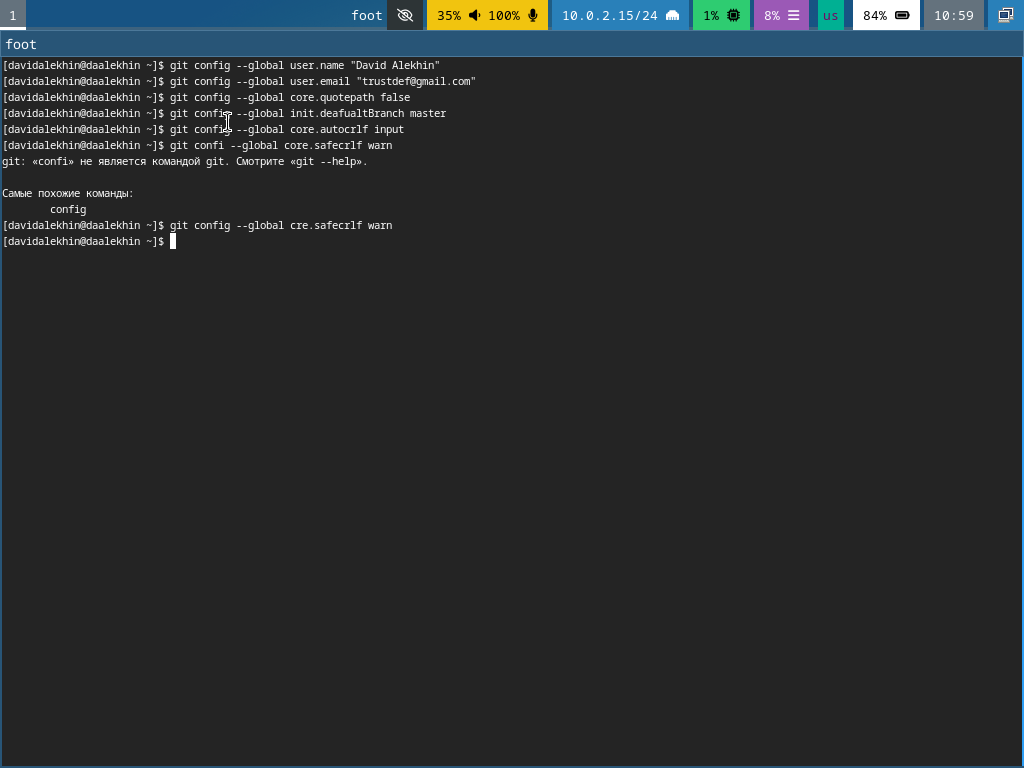 1 foot 35% 100% 10.0.2.15/24 1% 8% us 84% 10:59
foot
[davidalekhin@daalekhin ~]$ git config --global user.name "David Alekhin"
[davidalekhin@daalekhin ~]$ git config --global user.email "trustdef@gmail.com"
[davidalekhin@daalekhin ~]$ git config --global core.quotepath false
[davidalekhin@daalekhin ~]$ git config --global init.deafualtBranch master
[davidalekhin@daalekhin ~]$ git config --global core.autocrlf input
[davidalekhin@daalekhin ~]$ git confi --global core.safecrlf warn
git: «confi» не является командой git. Смотрите «git --help».
Самые похожие команды:
config
[davidalekhin@daalekhin ~]$ git config --global cre.safecrlf warn
[davidalekhin@daalekhin ~]$